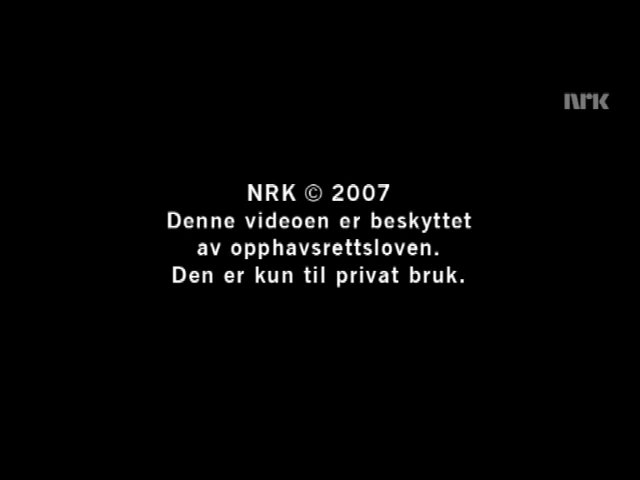 NRK
NRK © 2007
Denne videoen er beskyttet
av opphavsrettsloven.
Den er kun til privat bruk.